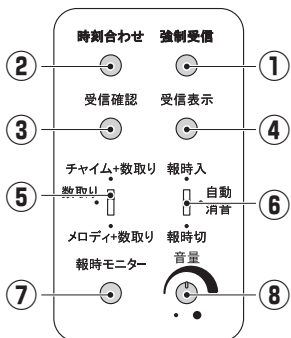 時刻合わせ 強制受信
② ①
受信確認 受信表示
③ ④
チャイム+数取り 報時入
数取り 自動
⑤ 消音 ⑥
メロディ+数取り 報時切
報時モニター 音量
⑦ ⑧